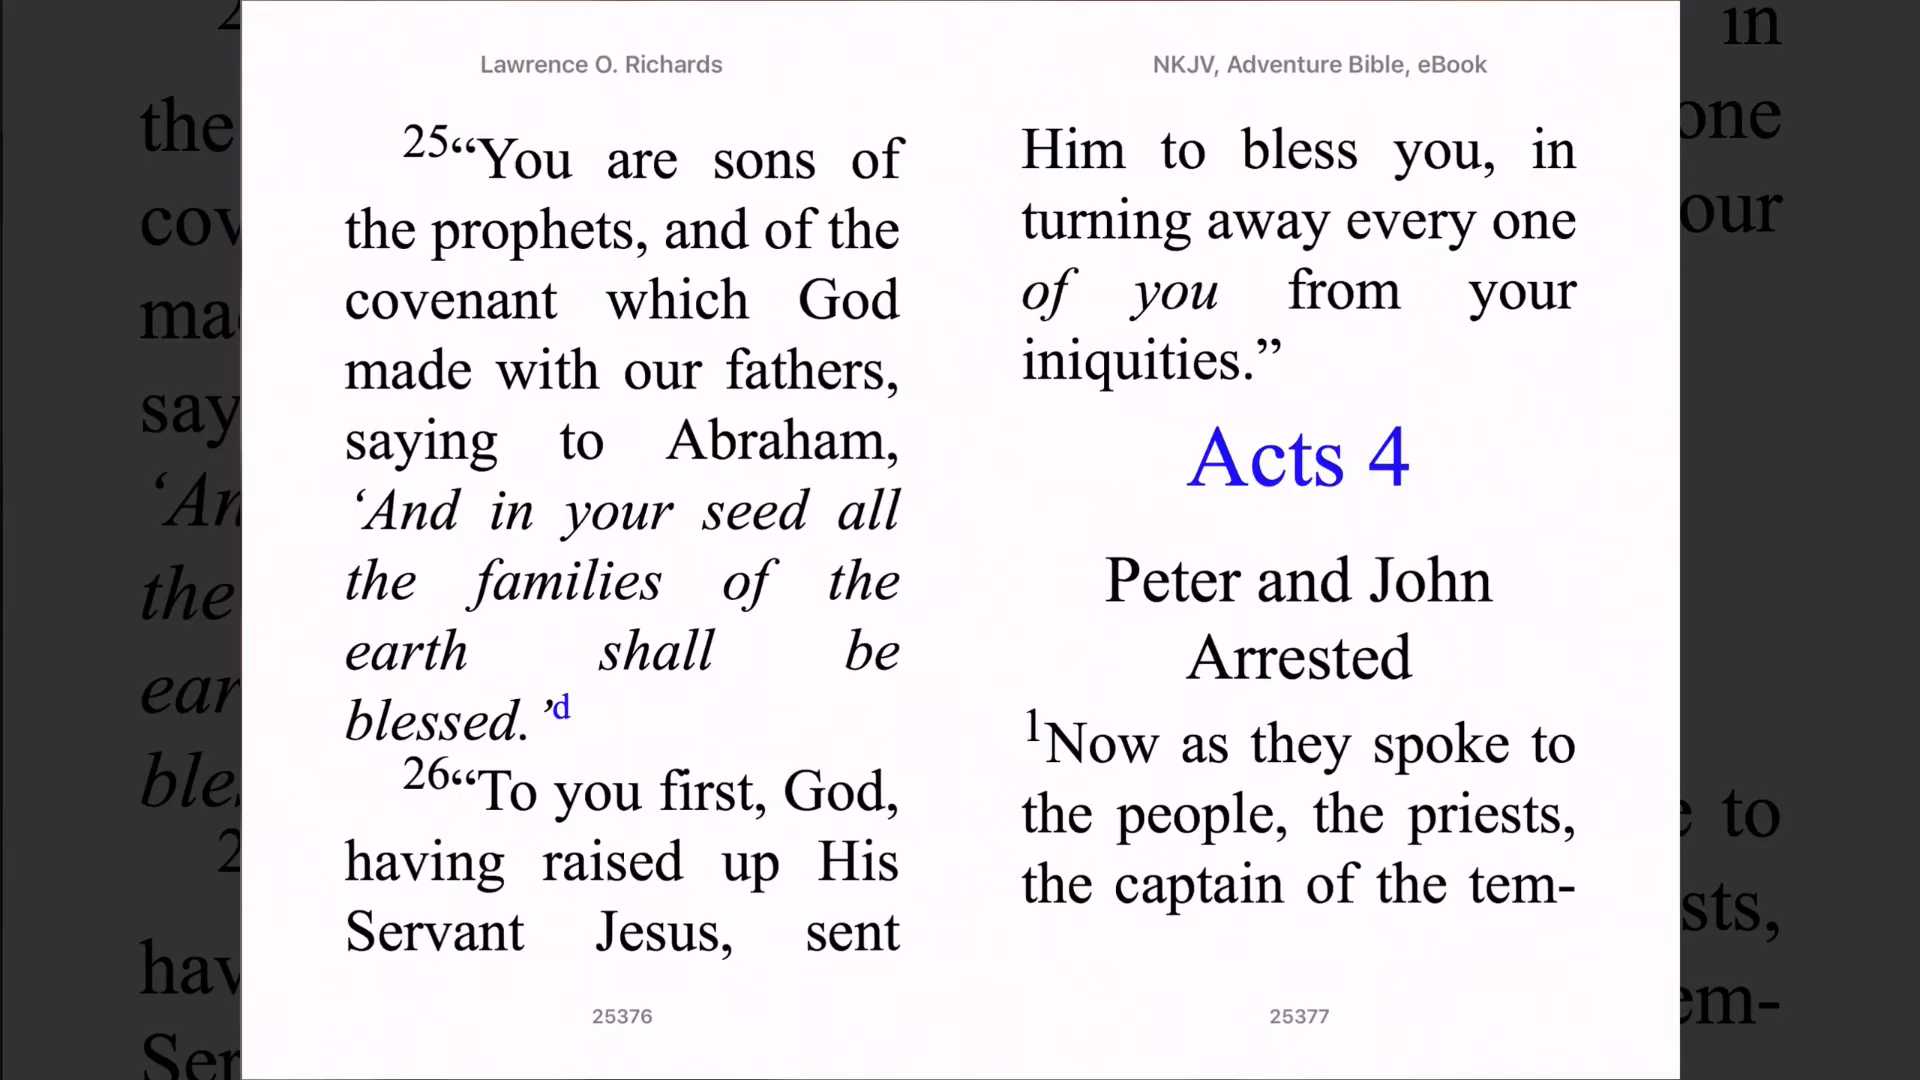 Lawrence O. Richards
25“You are sons of
the prophets, and of the
covenant which God
made with our fathers,
saying to Abraham,
‘And in your seed all
the families of the
earth shall be
blessed.’d
26“To you first, God,
having raised up His
Servant Jesus, sent
25376
NKJV, Adventure Bible, eBook
Him to bless you, in
turning away every one
of you from your
iniquities.”
Acts 4
Peter and John
Arrested
1Now as they spoke to
the people, the priests,
the captain of the tem-
25377